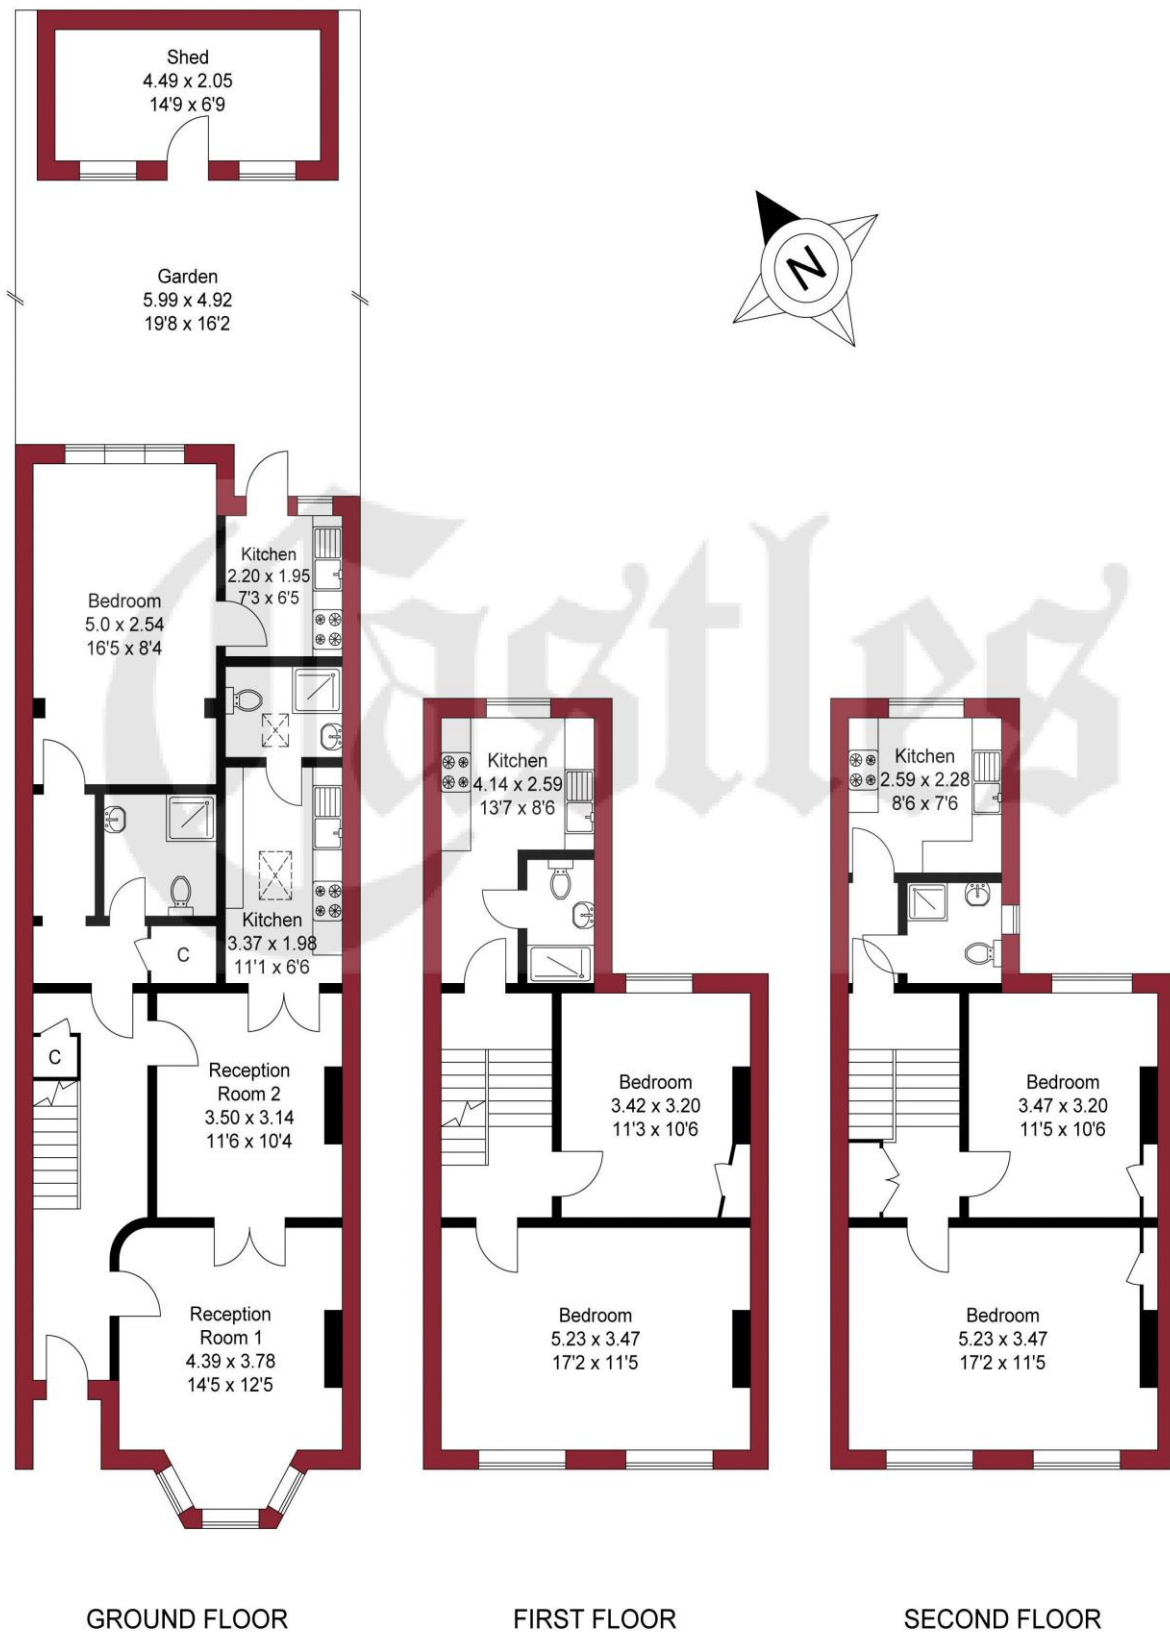 Shed
4.49 x 2.05
14'9 x 6'9
Garden
5.99 x 4.92
19'8 x 16'2
N
Kitchen
2.20 x 1.95
7'3 x 6'5
Bedroom
5.0 x 2.54
16'5 x 8'4
Castles
Kitchen
3.37 x 1.98
11'1 x 6'6
C
C
Reception
Room 2
3.50 x 3.14
11'6 x 10'4
Reception
Room 1
4.39 x 3.78
14'5 x 12'5
GROUND FLOOR
Kitchen
4.14 x 2.59
13'7 x 8'6
Bedroom
3.42 x 3.20
11'3 x 10'6
Bedroom
5.23 x 3.47
17'2 x 11'5
FIRST FLOOR
Kitchen
2.59 x 2.28
8'6 x 7'6
Bedroom
3.47 x 3.20
11'5 x 10'6
Bedroom
5.23 x 3.47
17'2 x 11'5
SECOND FLOOR